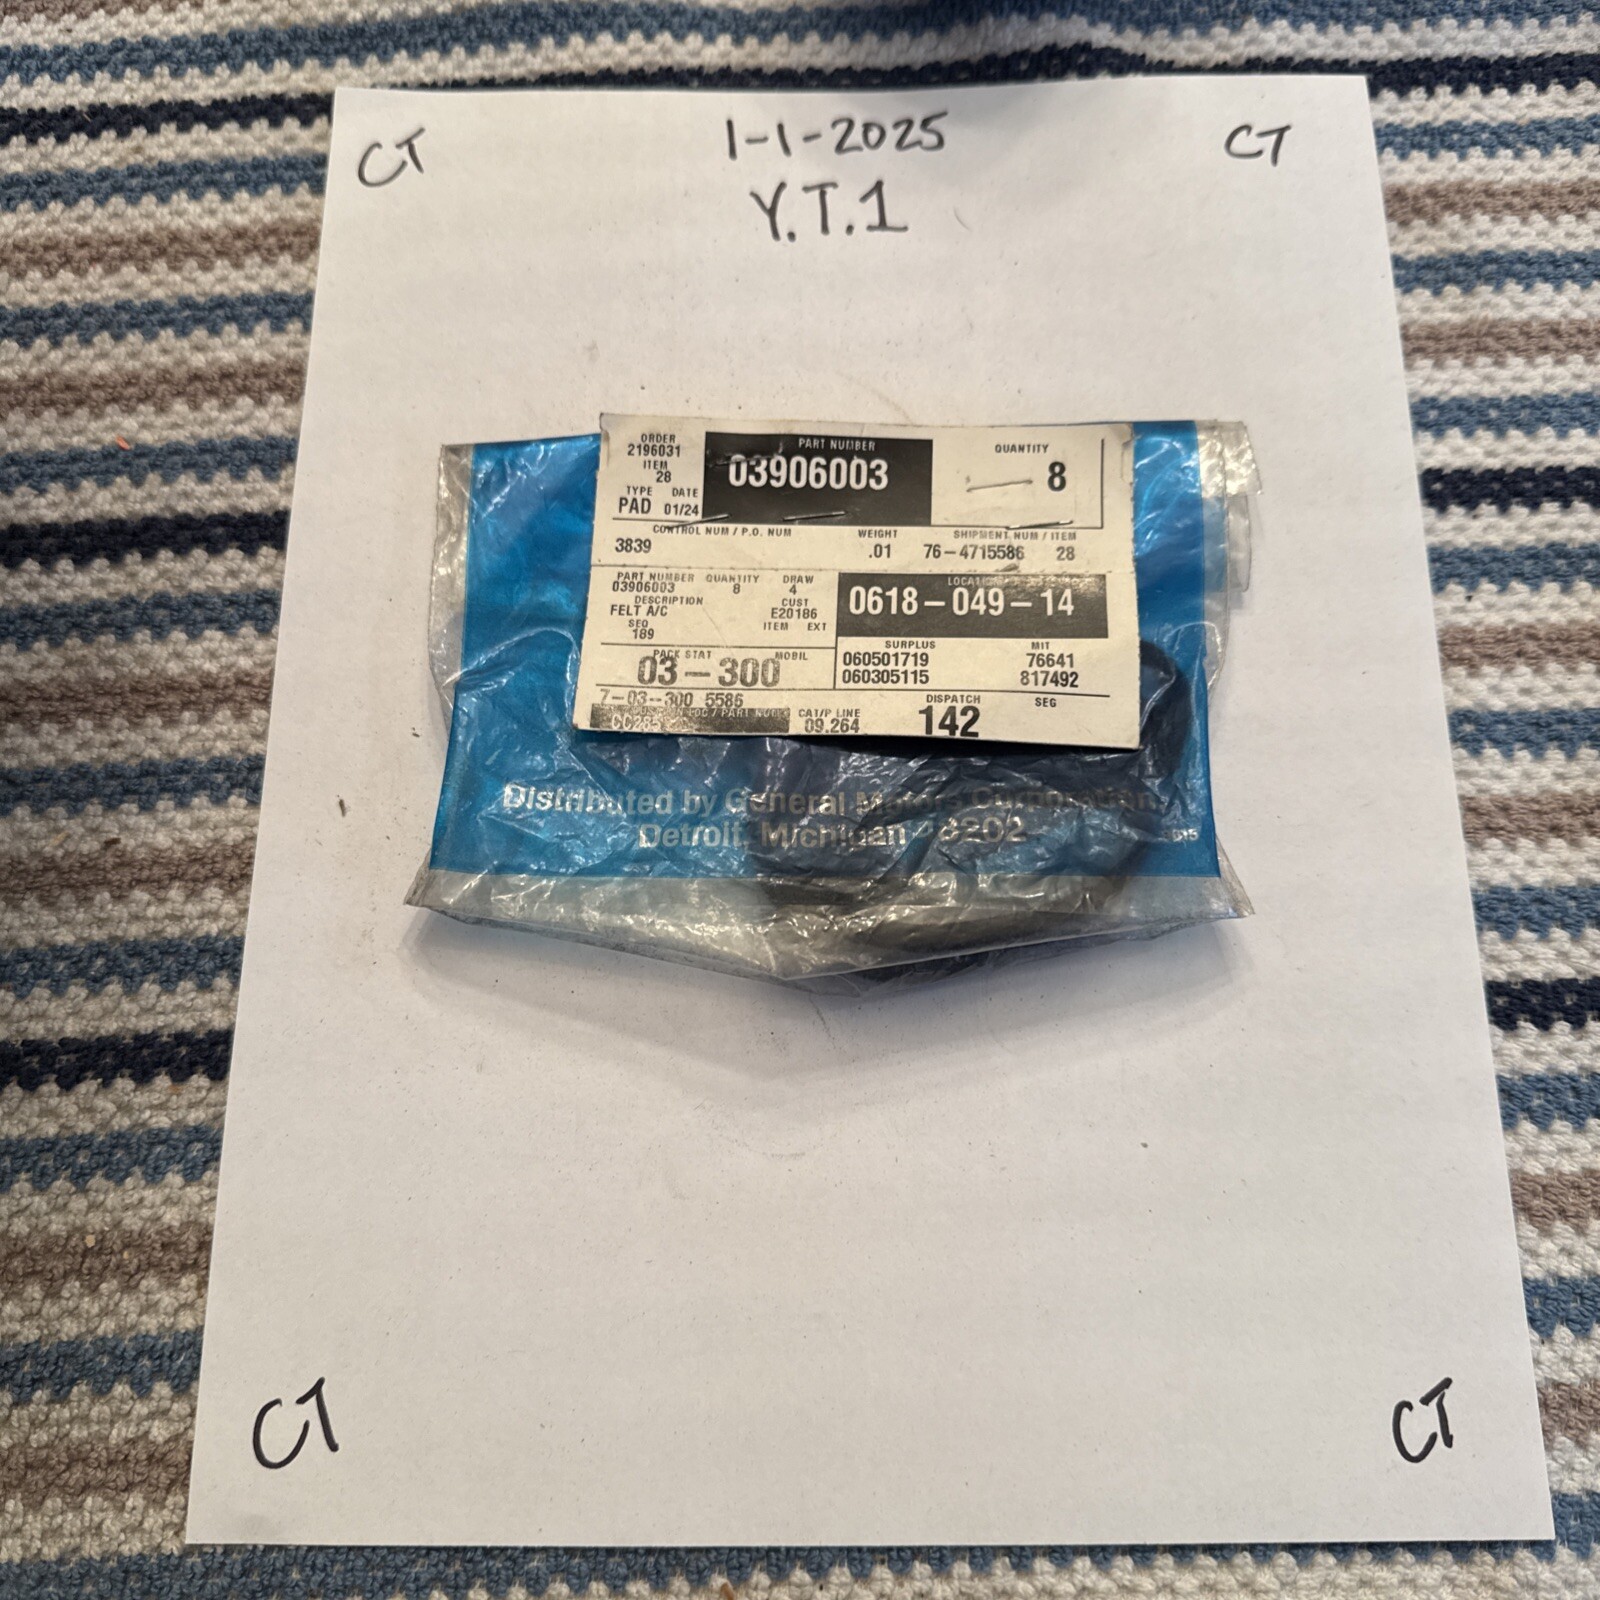 CT 1-1-2025 CT
Y.T.1
ORDER PART NUMBER QUANTITY
2196031 03906003 8
ITEM
28
TYPE DATE
PAD 01/24
CONTROL NUM / P.O. NUM WEIGHT SHIPMENT NUM / ITEM
3839 .01 76-4715586 28
PART NUMBER QUANTITY DRAW
03906003 8 4
DESCRIPTION CUST
FELT A/C E20186
SEQ ITEM EXT
189
0618-049-14
SURPLUS MIT
060501719 76641
060305115 817492
PACK STAT MOBIL
03-300
7-03-300 5586
PART NUM
CAT/P LINE DISPATCH SEG
09.264 142
Distributed by General Motors Corporation
Detroit, Michigan
CT CT